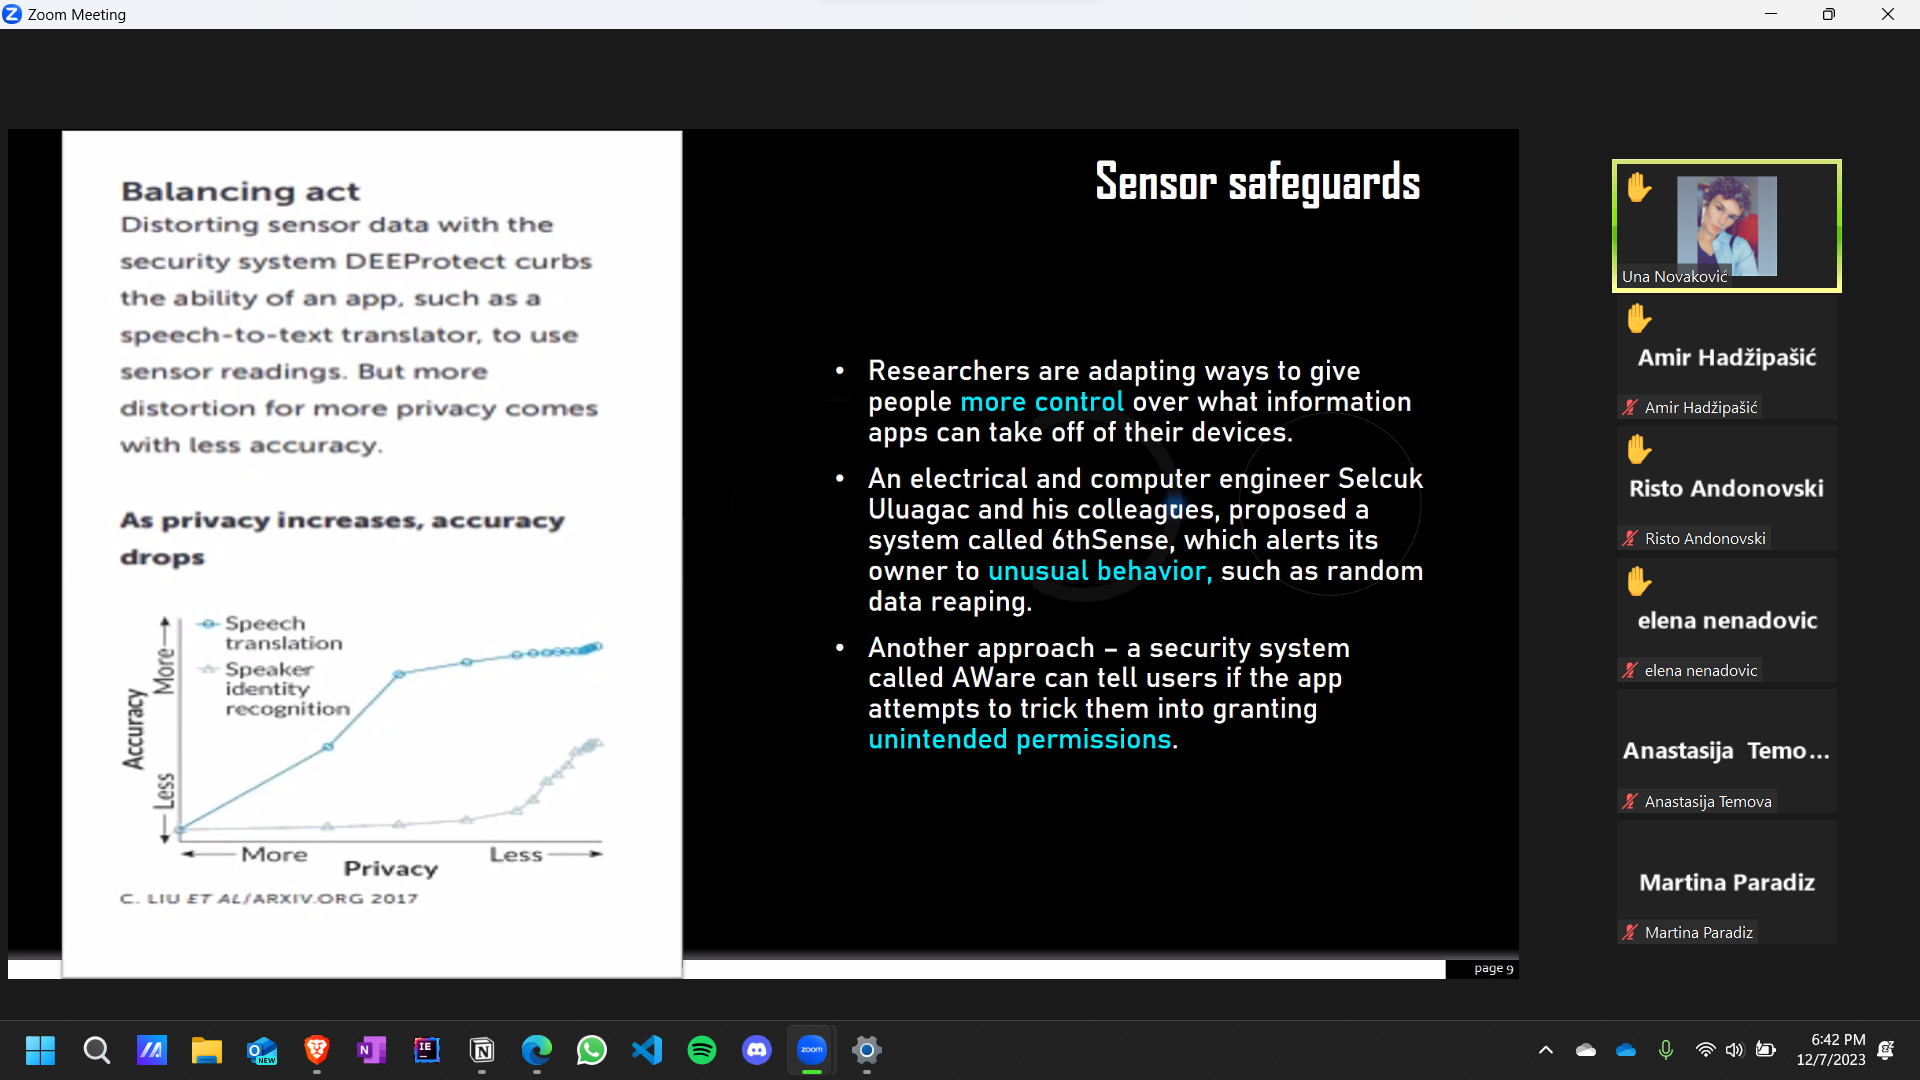 Zoom Meeting
Balancing act
Distorting sensor data with the
security system DEEProtect curbs
the ability of an app, such as a
speech-to-text translator, to use
sensor readings. But more
distortion for more privacy comes
with less accuracy.
As privacy increases, accuracy
drops
Speech
translation
Speaker
identity
recognition
Accuracy
More
Less
More
Less
Privacy
C. LIU ET AL/ARXIV.ORG 2017
Sensor safeguards
• Researchers are adapting ways to give
people more control over what information
apps can take off of their devices.
• An electrical and computer engineer Selcuk
Uluagac and his colleagues, proposed a
system called 6thSense, which alerts its
owner to unusual behavior, such as random
data reaping.
• Another approach – a security system
called AWare can tell users if the app
attempts to trick them into granting
unintended permissions.
page 9
Una Novaković
Amir Hadžipašić
Amir Hadžipašić
Risto Andonovski
Risto Andonovski
elena nenadovic
elena nenadovic
Anastasija Temo...
Anastasija Temova
Martina Paradiz
Martina Paradiz
NEW
N
IE
N
zoom
6:42 PM
12/7/2023